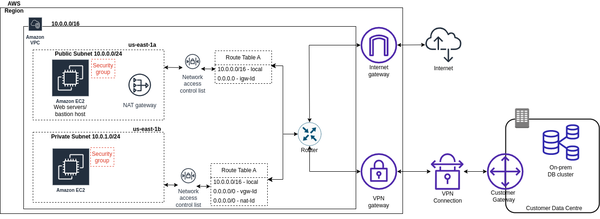 AWS
Region
10.0.0.0/16
Amazon
VPC
us-east-1a
Public Subnet 10.0.0.0/24
Security
group
Amazon EC2
Web servers/
bastion host
NAT gateway
Network
access
control list
Route Table A
10.0.0.0/16 - local
0.0.0.0 - igw-Id
Internet
gateway
Internet
Router
us-east-1b
Private Subnet 10.0.1.0/24
Security
group
Amazon EC2
Network
access
control list
Route Table A
10.0.0.0/16 - local
0.0.0.0/0 - vgw-Id
0.0.0.0/0 - nat-Id
VPN
gateway
VPN
Connection
Customer
Gateway
On-prem
DB cluster
Customer Data Centre